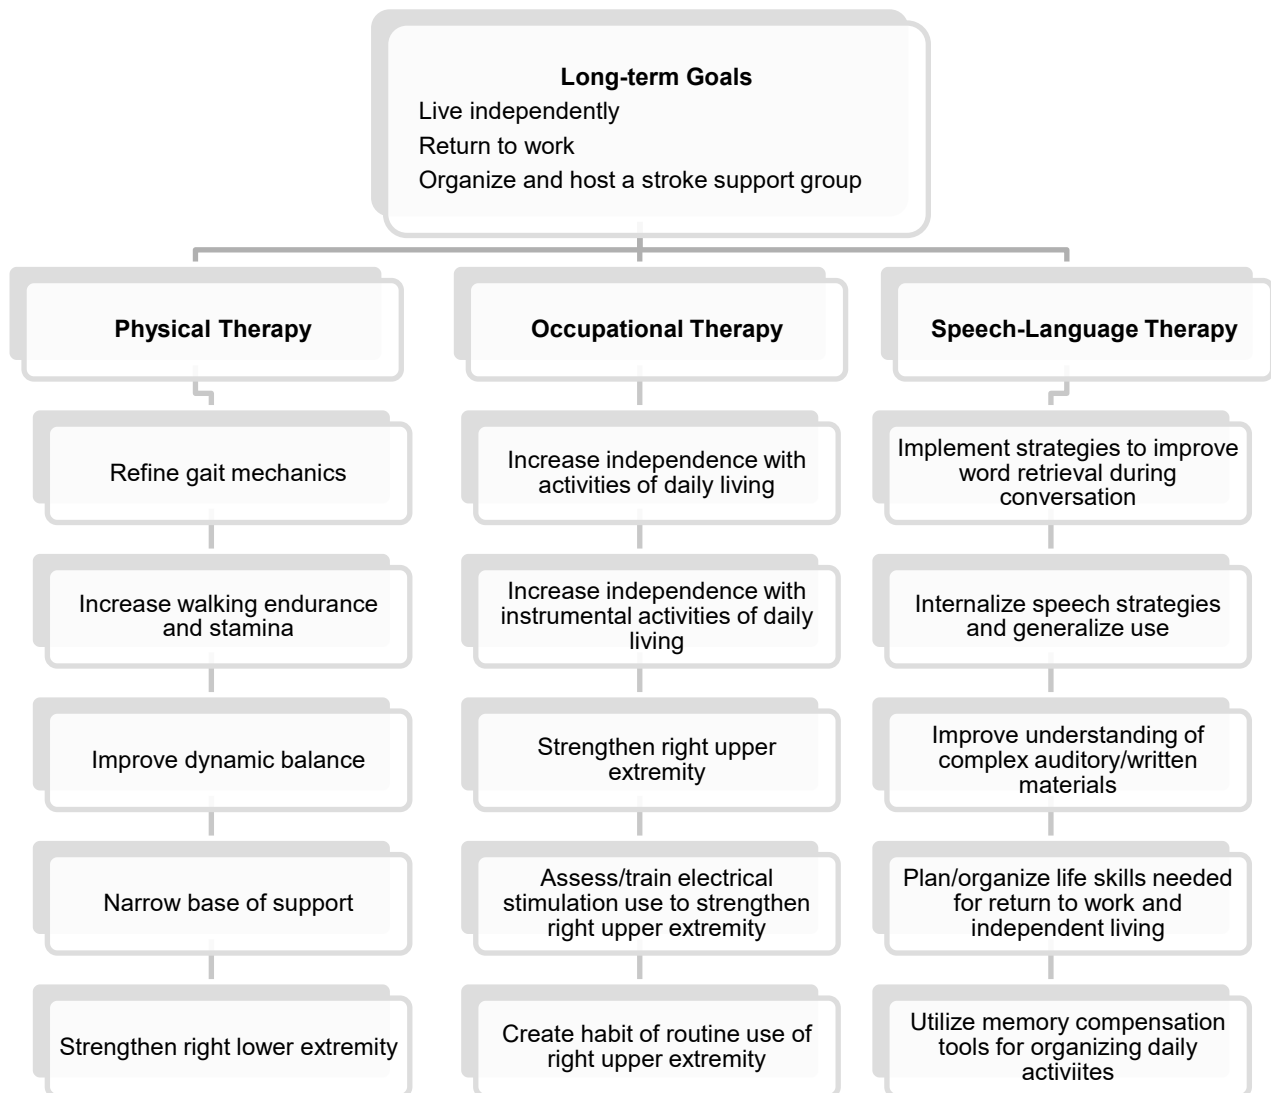 Long-term Goals
Live independently
Return to work
Organize and host a stroke support group
Physical Therapy
Refine gait mechanics
Increase walking endurance
and stamina
Improve dynamic balance
Narrow base of support
Strengthen right lower extremity
Occupational Therapy
Increase independence with
activities of daily living
Increase independence with
instrumental activities of daily
living
Strengthen right upper
extremity
Assess/train electrical
stimulation use to strengthen
right upper extremity
Create habit of routine use of
right upper extremity
Speech-Language Therapy
Implement strategies to improve
word retrieval during
conversation
Internalize speech strategies
and generalize use
Improve understanding of
complex auditory/written
materials
Plan/organize life skills needed
for return to work and
independent living
Utilize memory compensation
tools for organizing daily
activiites